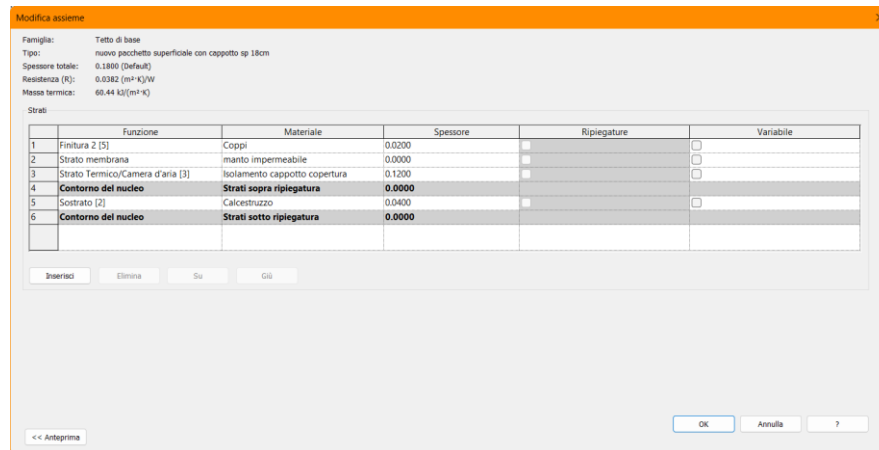 Modifica assieme
Famiglia: Tetto di base
Tipo: nuovo pacchetto superficiale con cappotto sp 18cm
Spessore totale: 0.1800 (Default)
Resistenza (R): 0.0382 (m²·K)/W
Massa termica: 60.44 kJ/(m²·K)
Strati
Funzione Materiale Spessore Ripiegature Variabile
1 Finitura 2 [5] Coppi 0.0200
2 Strato membrana manto impermeabile 0.0000
3 Strato Termico/Camera d'aria [3] Isolamento cappotto copertura 0.1200
4 Contorno del nucleo Strati sopra ripiegatura 0.0000
5 Sostrato [2] Calcestruzzo 0.0400
6 Contorno del nucleo Strati sotto ripiegatura 0.0000
Inserisci Elimina Su Giù
OK Annulla ?
<< Anteprima